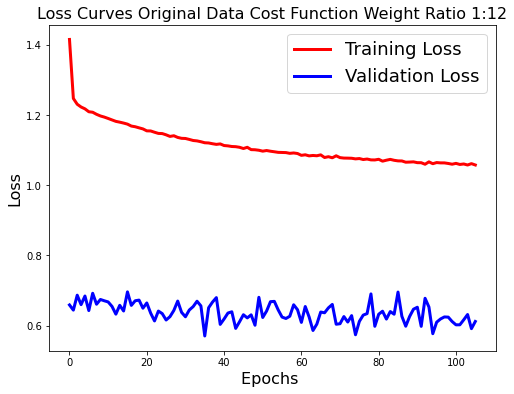 Loss Curves Original Data Cost Function Weight Ratio 1:12
Training Loss
Validation Loss
Loss
1.4
1.2
1.0
0.8
0.6
0
20
40
60
80
100
Epochs